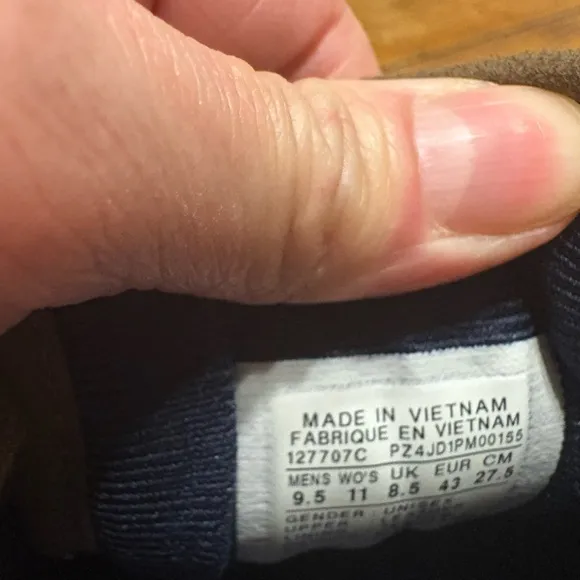 MADE IN VIETNAM
FABRIQUE EN VIETNAM
127707C PZ4JD1PM00155
MENS WO'S UK EUR CM
9.5 11 8.5 43 27.5
GENDER : UNISEX
UPPER